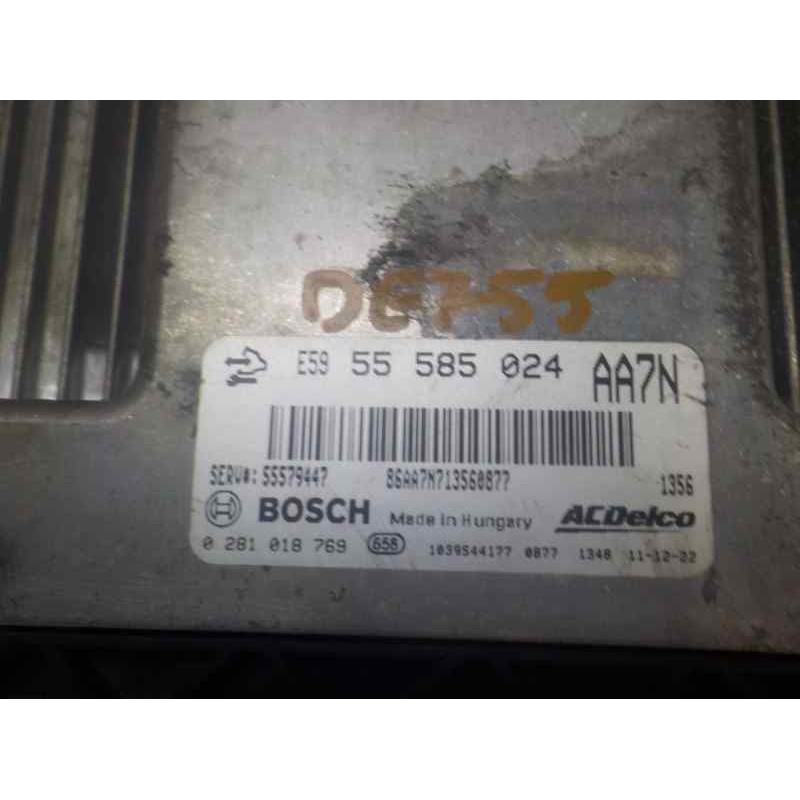 DE755
E59 55 585 024 AA7N
SERV#: 55579447 86AA7N713560877 1356
BOSCH Made in Hungary ACDelco
0 281 018 769 658 1039S44177 0877 1348 11-12-22